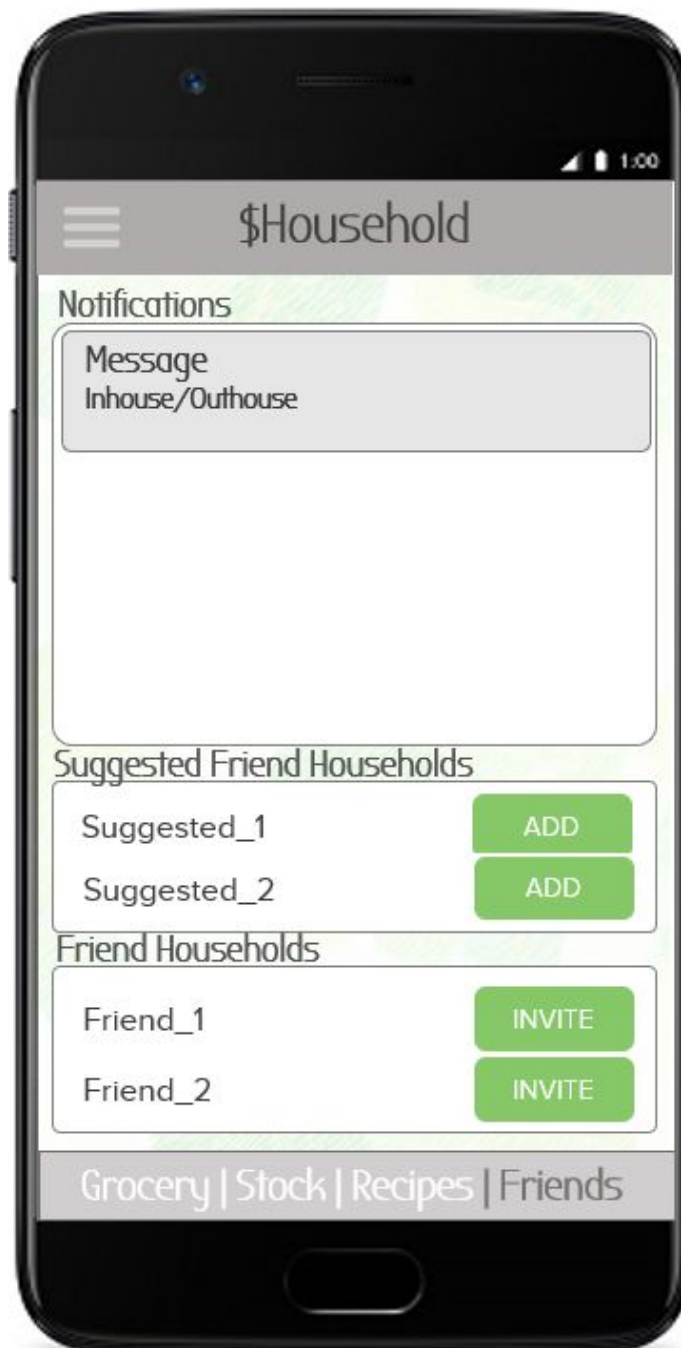 1:00
$Household
Notifications
Message
Inhouse/Outhouse
Suggested Friend Households
Suggested_1 ADD
Suggested_2 ADD
Friend Households
Friend_1 INVITE
Friend_2 INVITE
Grocery | Stock | Recipes | Friends